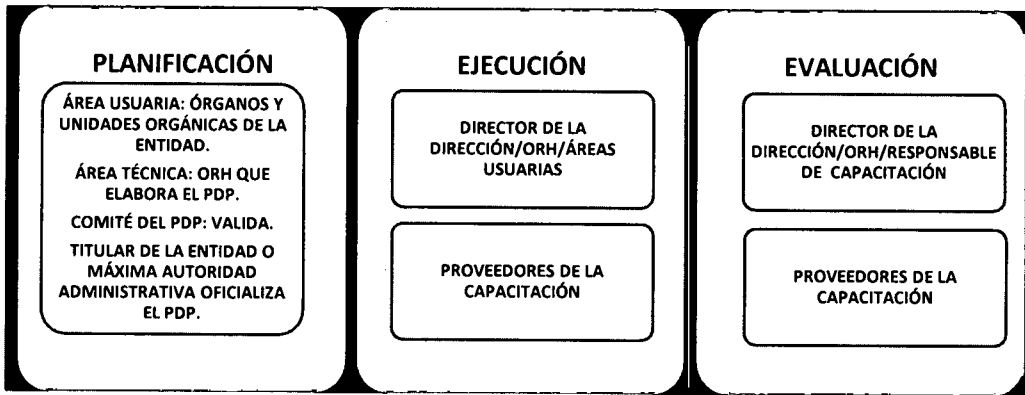 PLANIFICACIÓN
ÁREA USUARIA: ÓRGANOS Y
UNIDADES ORGÁNICAS DE LA
ENTIDAD.
ÁREA TÉCNICA: ORH QUE
ELABORA EL PDP.
COMITÉ DEL PDP: VALIDA.
TITULAR DE LA ENTIDAD O
MÁXIMA AUTORIDAD
ADMINISTRATIVA OFICIALIZA
EL PDP.
EJECUCIÓN
DIRECTOR DE LA
DIRECCIÓN/ORH/ÁREAS
USUARIAS
PROVEEDORES DE LA
CAPACITACIÓN
EVALUACIÓN
DIRECTOR DE LA
DIRECCIÓN/ORH/RESPONSABLE
DE CAPACITACIÓN
PROVEEDORES DE LA
CAPACITACIÓN